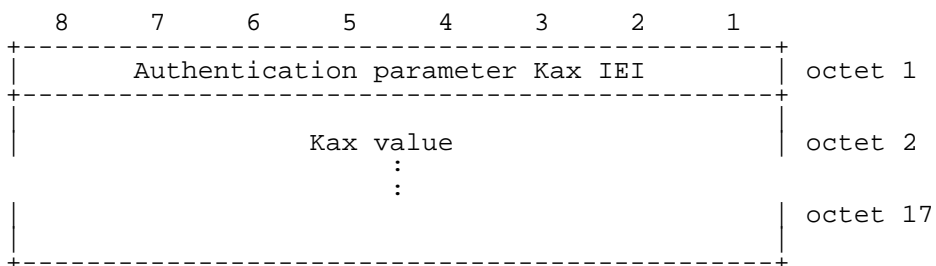 8 7 6 5 4 3 2 1
Authentication parameter Kax IEI octet 1
Kax value octet 2
:
:
octet 17